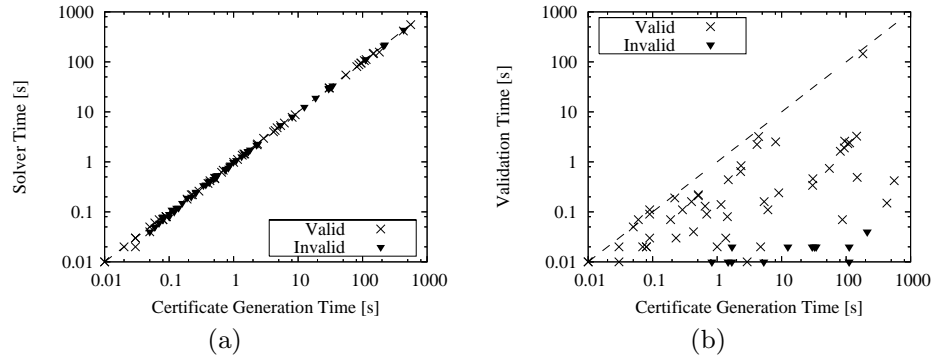 1000
100
10
1
0.1
0.01
0.01 0.1 1 10 100 1000
Solver Time [s]
Certificate Generation Time [s]
Valid
Invalid
(a)
1000
100
10
1
0.1
0.01
0.01 0.1 1 10 100 1000
Validation Time [s]
Certificate Generation Time [s]
Valid
Invalid
(b)